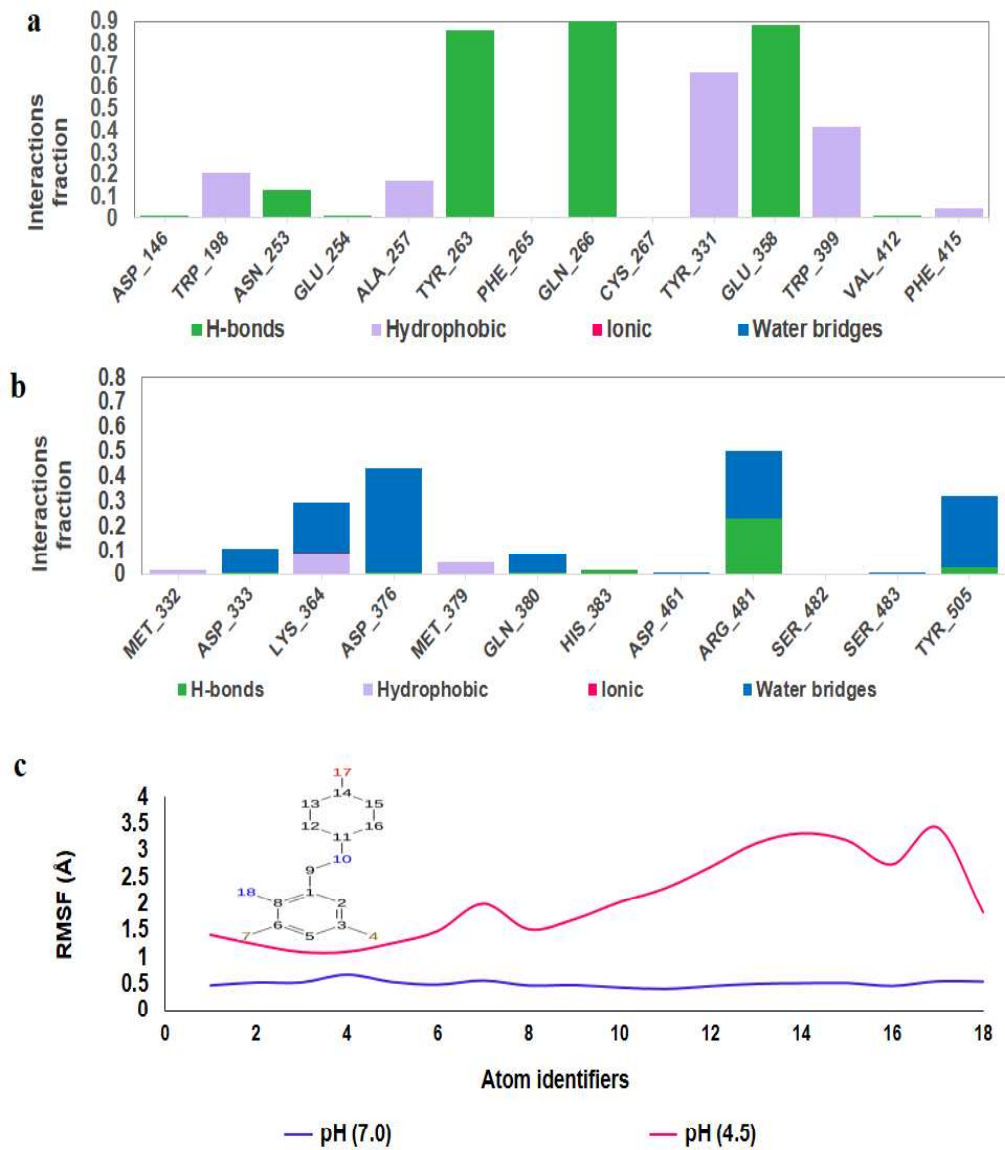 a
Interactions
fraction
0.9
0.8
0.7
0.6
0.5
0.4
0.3
0.2
0.1
0
ASP_146
TRP_198
ASN_253
GLU_254
ALA_257
TYR_263
PHE_265
GLN_266
CYS_267
TYR_331
GLU_358
TRP_399
VAL_412
PHE_415
H-bonds Hydrophobic Ionic Water bridges
b
Interactions
fraction
0.8
0.7
0.6
0.5
0.4
0.3
0.2
0.1
0
MET_332
ASP_333
LYS_364
ASP_376
MET_379
GLN_380
HIS_383
ASP_461
ARG_481
SER_482
SER_483
TYR_505
H-bonds Hydrophobic Ionic Water bridges
c
RMSF (Å)
4
3.5
3
2.5
2
1.5
1
0.5
0
17
14
13 15
12 16
11
10
9
18 8 1 2
7 6 5 3 4
0 2 4 6 8 10 12 14 16 18
Atom identifiers
pH (7.0) pH (4.5)